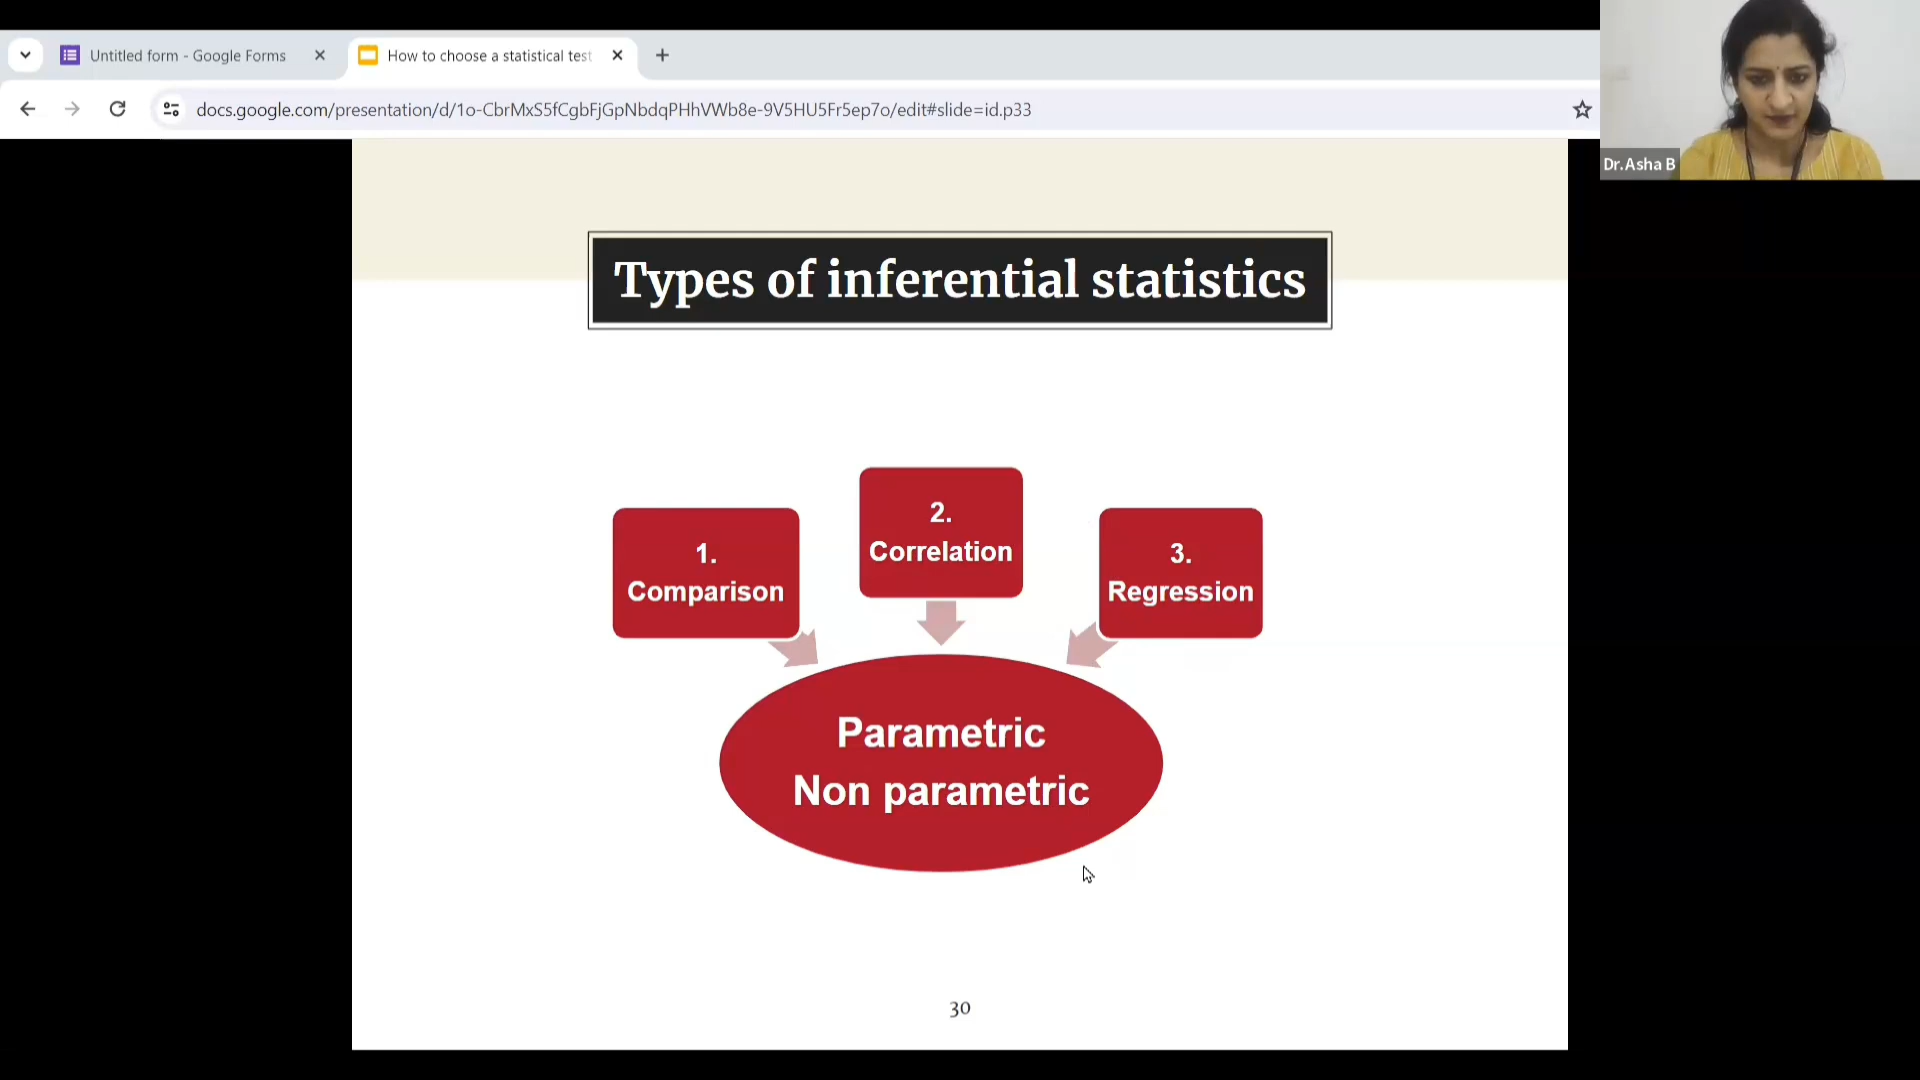 Untitled form - Google Forms
How to choose a statistical test
docs.google.com/presentation/d/1o-CbrMxS5fCgbFjGpNbdqPHhVWb8e-9V5HU5Fr5ep7o/edit#slide=id.p33
Dr.Asha B
Types of inferential statistics
1.
Comparison
2.
Correlation
3.
Regression
Parametric
Non parametric
30